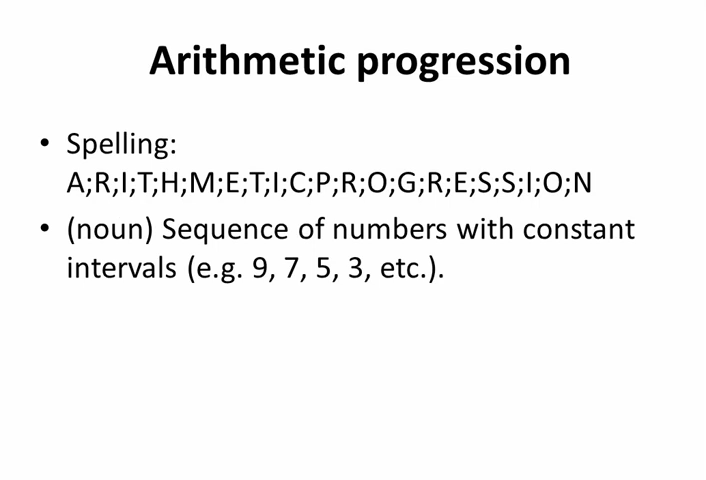 Arithmetic progression
• Spelling:
A;R;I;T;H;M;E;T;I;C;P;R;O;G;R;E;S;S;I;O;N
• (noun) Sequence of numbers with constant
intervals (e.g. 9, 7, 5, 3, etc.).